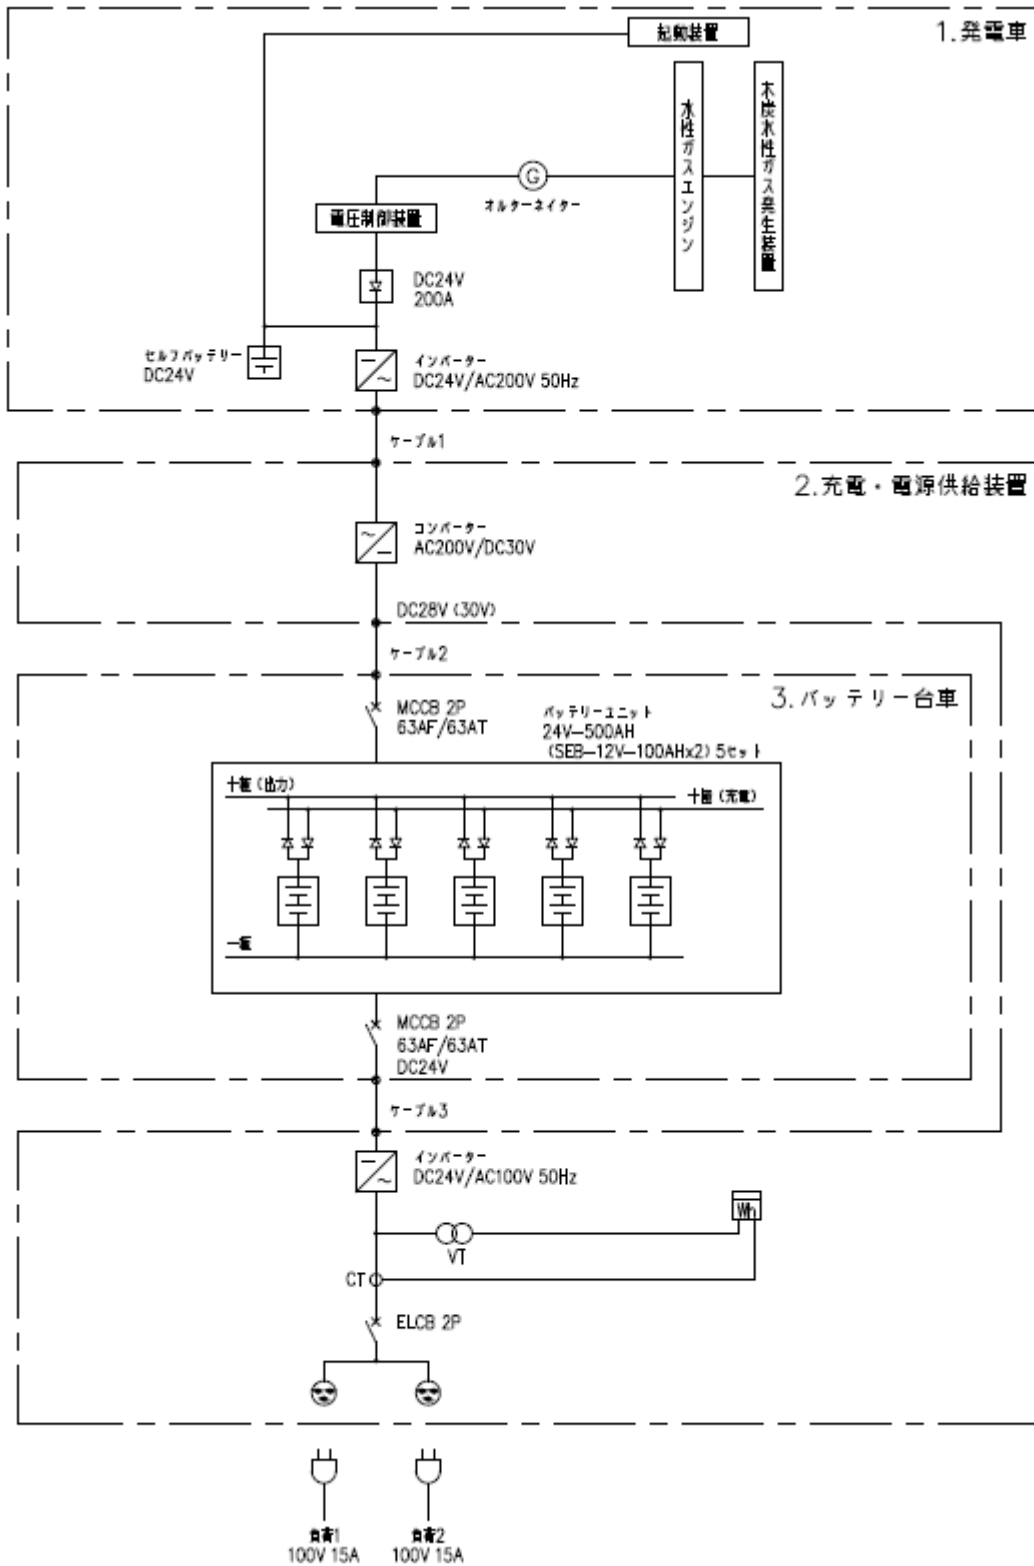 1.発電車
起動装置
水性ガスエンジン
木炭水性ガス発生装置
G
オルターネイター
電圧制御装置
DC24V
200A
セルフバッテリー
DC24V
インバーター
DC24V/AC200V 50Hz
ケーブル1
2.充電・電源供給装置
コンバーター
AC200V/DC30V
DC28V (30V)
ケーブル2
3.バッテリー台車
MCCB 2P
63AF/63AT
バッテリーユニット
24V-500AH
(SEB-12V-100AHx2) 5セット
十極 (出力)
十極 (充電)
一極
MCCB 2P
63AF/63AT
DC24V
ケーブル3
インバーター
DC24V/AC100V 50Hz
Wh
VT
CT
ELCB 2P
負荷1
100V 15A
負荷2
100V 15A